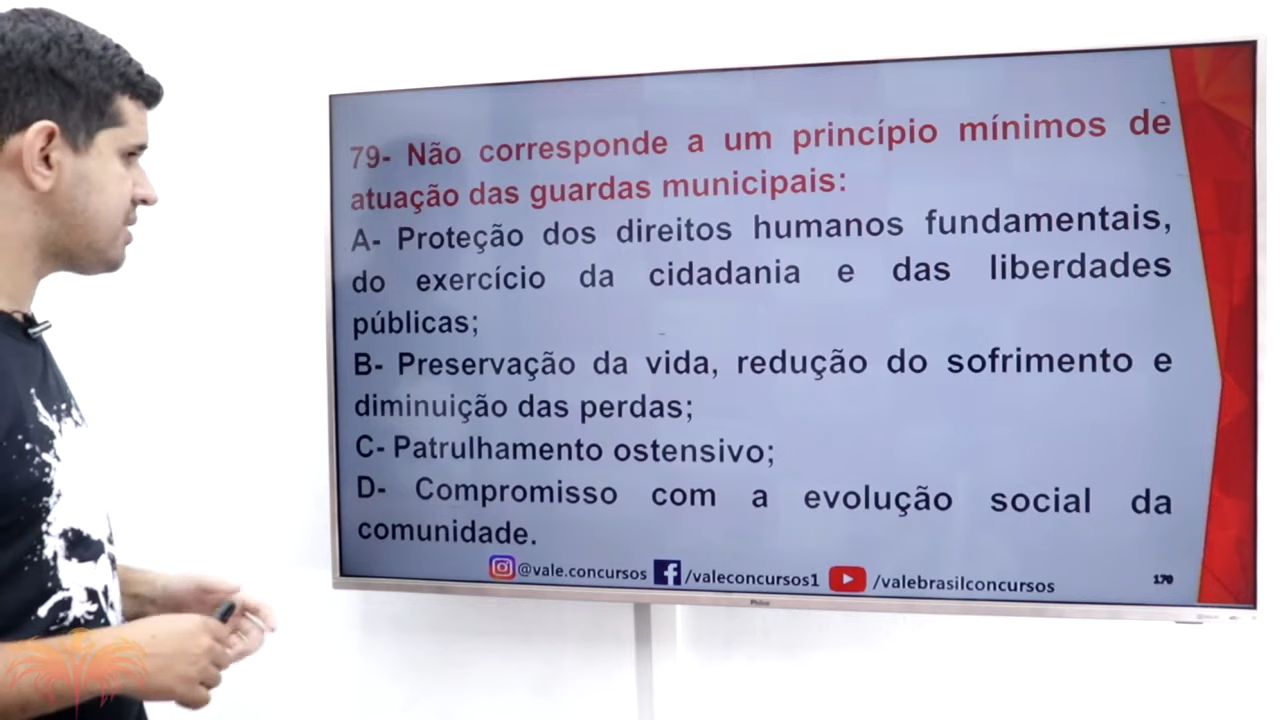 79- Não corresponde a um princípio mínimos de
atuação das guardas municipais:
A- Proteção dos direitos humanos fundamentais,
do exercício da cidadania e das liberdades
públicas;
B- Preservação da vida, redução do sofrimento e
diminuição das perdas;
C- Patrulhamento ostensivo;
D- Compromisso com a evolução social da
comunidade.
@vale.concursos /valeconcursos1 /valebrasilconcursos
170
Philco